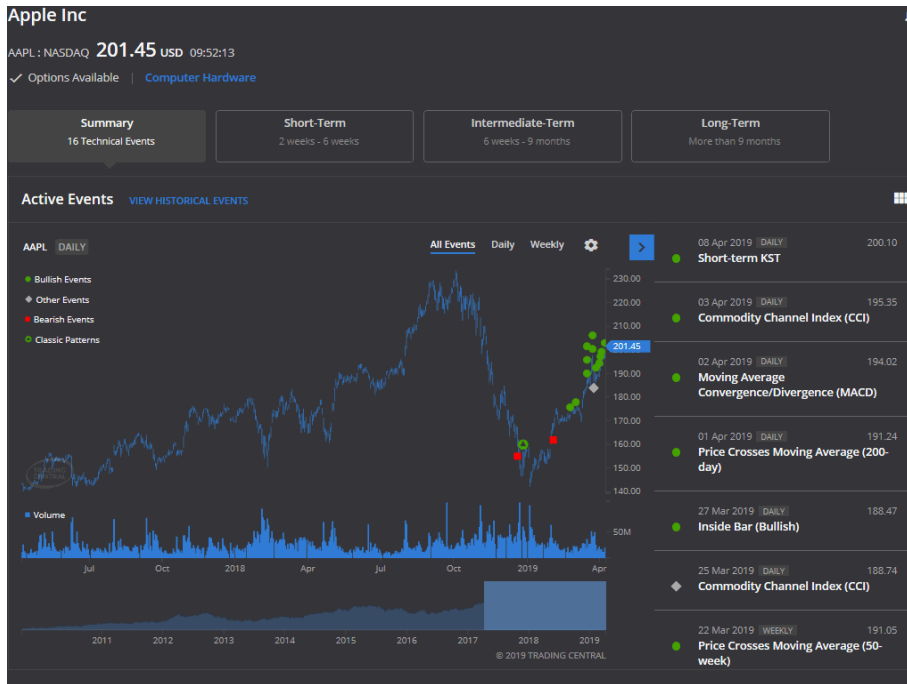 Apple Inc
AAPL : NASDAQ 201.45 USD 09:52:13
Options Available | Computer Hardware
Summary
16 Technical Events
Short-Term
2 weeks - 6 weeks
Intermediate-Term
6 weeks - 9 months
Long-Term
More than 9 months
Active Events VIEW HISTORICAL EVENTS
AAPL DAILY
All Events Daily Weekly
Bullish Events
Other Events
Bearish Events
Classic Patterns
230.00
220.00
210.00
201.45
190.00
180.00
170.00
160.00
150.00
140.00
TRADING
CENTRAL
Volume
50M
Jul Oct 2018 Apr Jul Oct 2019 Apr
2011 2012 2013 2014 2015 2016 2017 2018 2019
© 2019 TRADING CENTRAL
08 Apr 2019 DAILY 200.10
Short-term KST
03 Apr 2019 DAILY 195.35
Commodity Channel Index (CCI)
02 Apr 2019 DAILY 194.02
Moving Average
Convergence/Divergence (MACD)
01 Apr 2019 DAILY 191.24
Price Crosses Moving Average (200-
day)
27 Mar 2019 DAILY 188.47
Inside Bar (Bullish)
25 Mar 2019 DAILY 188.74
Commodity Channel Index (CCI)
22 Mar 2019 WEEKLY 191.05
Price Crosses Moving Average (50-
week)